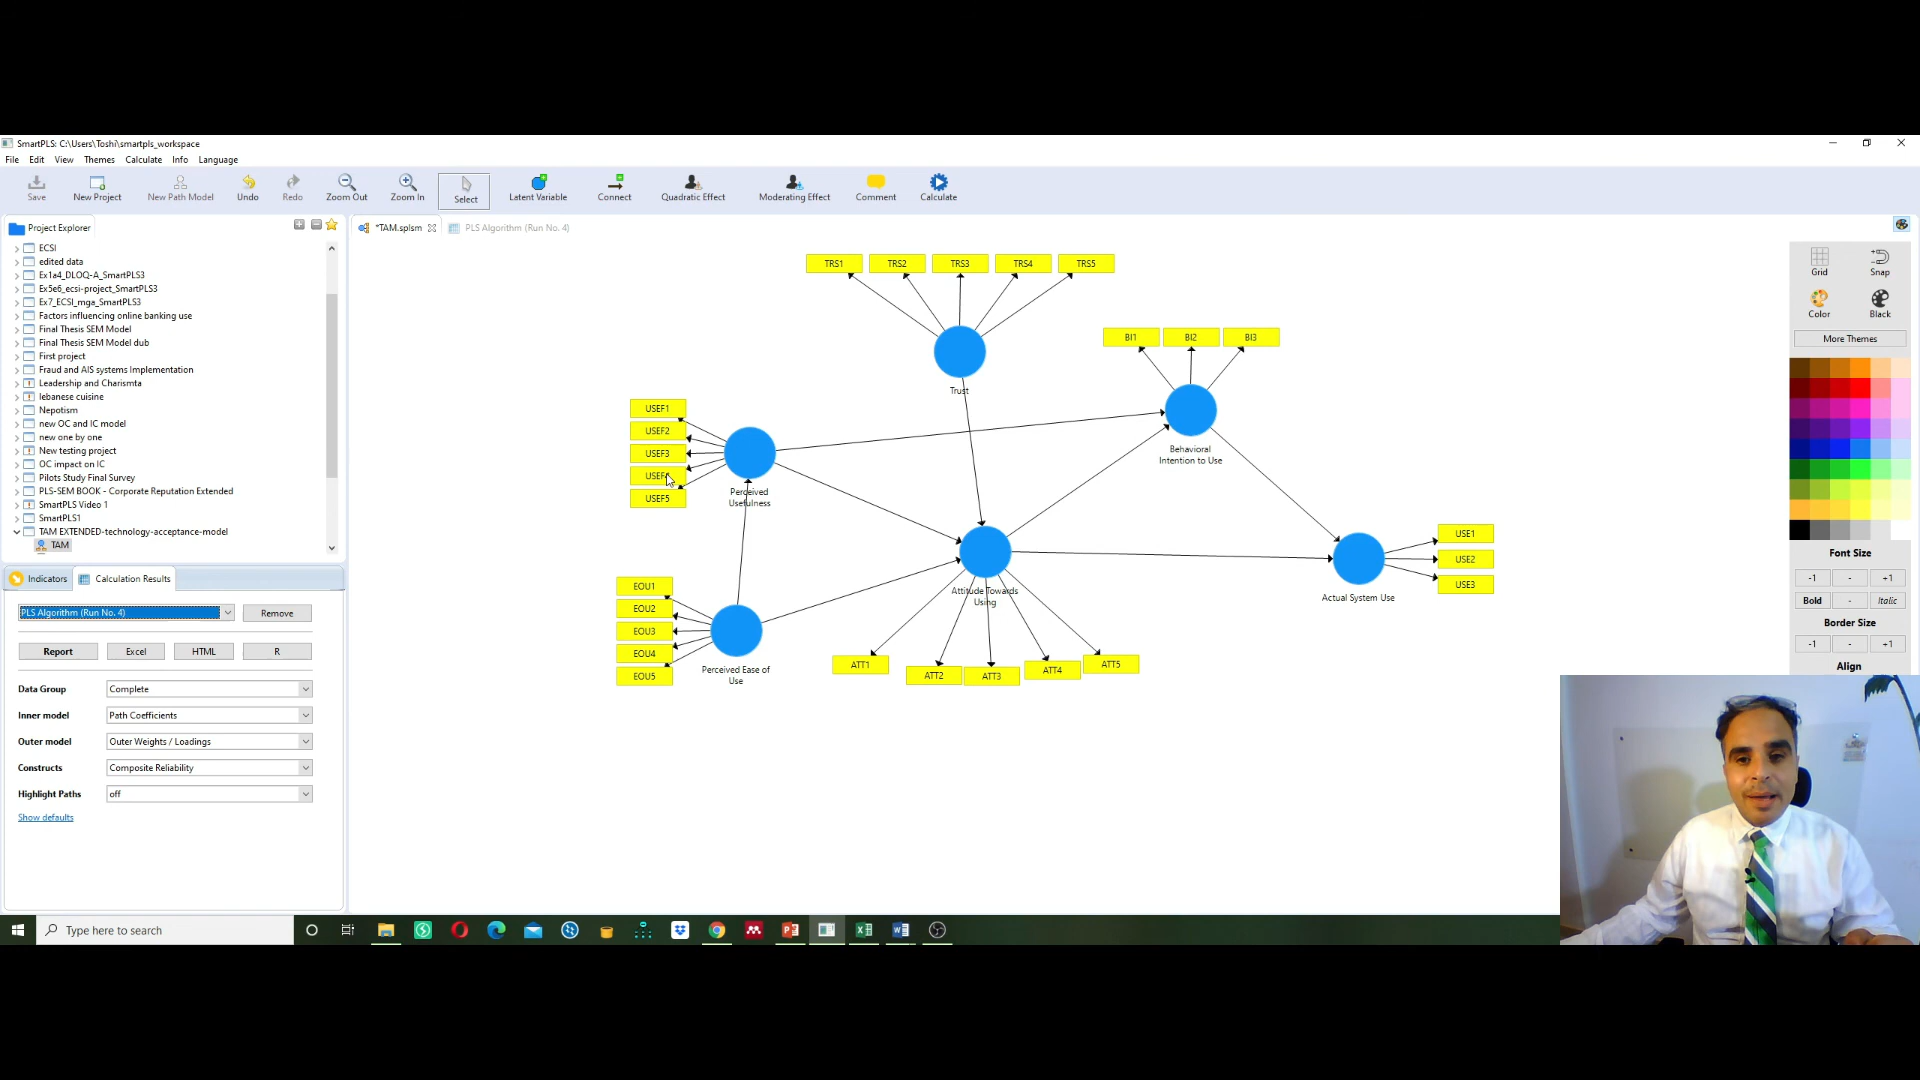 SmartPLS: C:\Users\Toshi\smartpls_workspace
File Edit View Themes Calculate Info Language
Save New Project New Path Model Undo Redo Zoom Out Zoom In Select Latent Variable Connect Quadratic Effect Moderating Effect Comment Calculate
Project Explorer
*TAM.splsm PLS Algorithm (Run No. 4)
ECSI
edited data
Ex1a4_DLOQ-A_SmartPLS3
Ex5e6_ecsi-project_SmartPLS3
Ex7_ECSI_mga_SmartPLS3
Factors influencing online banking use
Final Thesis SEM Model
Final Thesis SEM Model dub
First project
Fraud and AIS systems Implementation
Leadership and Charismta
lebanese cuisine
Nepotism
new OC and IC model
new one by one
New testing project
OC impact on IC
Pilots Study Final Survey
PLS-SEM BOOK - Corporate Reputation Extended
SmartPLS Video 1
SmartPLS1
TAM EXTENDED-technology-acceptance-model
TAM
Indicators Calculation Results
PLS Algorithm (Run No. 4) Remove
Report Excel HTML R
Data Group Complete
Inner model Path Coefficients
Outer model Outer Weights / Loadings
Constructs Composite Reliability
Highlight Paths off
Show defaults
TRS1 TRS2 TRS3 TRS4 TRS5
Trust
BI1 BI2 BI3
Behavioral
Intention to Use
USEF1
USEF2
USEF3
USEF5
Perceived
Usefulness
EOU1
EOU2
EOU3
EOU4
EOU5
Perceived Ease of
Use
Attitude Towards
Using
ATT1 ATT2 ATT3 ATT4 ATT5
USE1
USE2
USE3
Actual System Use
Grid Snap
Color Black
More Themes
Font Size
-1 - +1
Bold - Italic
Border Size
-1 - +1
Align
Type here to search